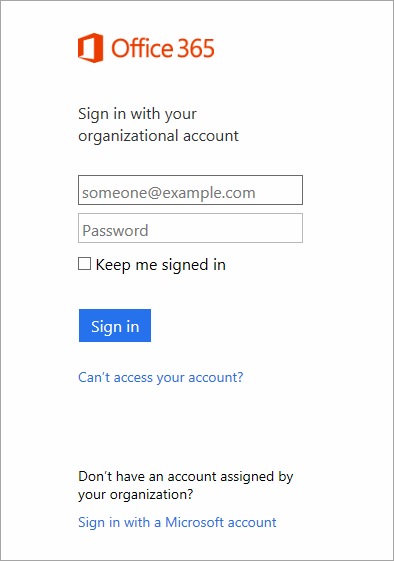 Office 365
Sign in with your
organizational account
someone@example.com
Password
Keep me signed in
Sign in
Can't access your account?
Don't have an account assigned by
your organization?
Sign in with a Microsoft account